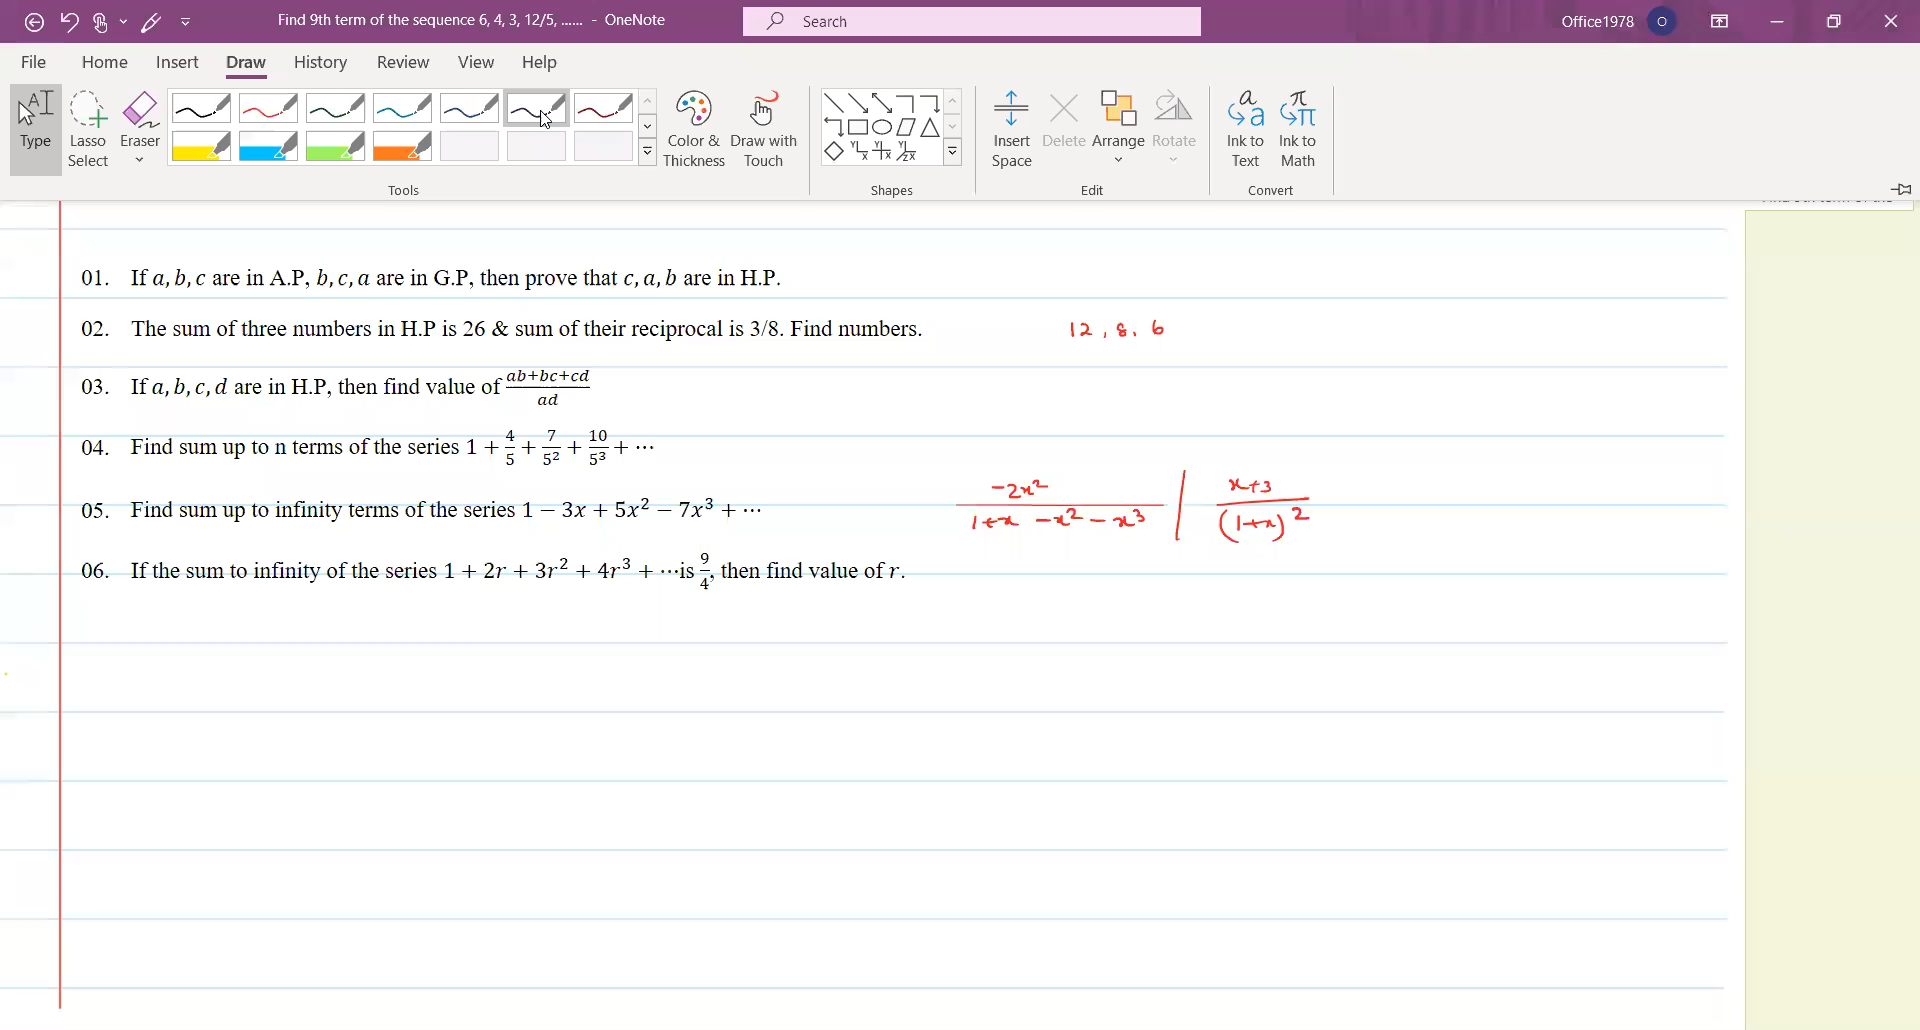 Find 9th term of the sequence 6, 4, 3, 12/5, ...... - OneNote
Search
Office1978
O
File Home Insert Draw History Review View Help
Type
Lasso Select
Eraser
Color & Thickness
Draw with Touch
Insert Space
Delete
Arrange
Rotate
Ink to Text
Ink to Math
Tools Shapes Edit Convert
01. If a, b, c are in A.P, b, c, a are in G.P, then prove that c, a, b are in H.P.
02. The sum of three numbers in H.P is 26 & sum of their reciprocal is 3/8. Find numbers. 12, 8, 6
03. If a, b, c, d are in H.P, then find value of (ab+bc+cd)/(ad)
04. Find sum up to n terms of the series 1 + 4/5 + 7/5² + 10/5³ + ⋯
05. Find sum up to infinity terms of the series 1 − 3x + 5x² − 7x³ + ⋯ (-2x²)/(1+x -x² - x³) | (x+3)/(1+x)²
06. If the sum to infinity of the series 1 + 2r + 3r² + 4r³ + ⋯is 9/4, then find value of r.